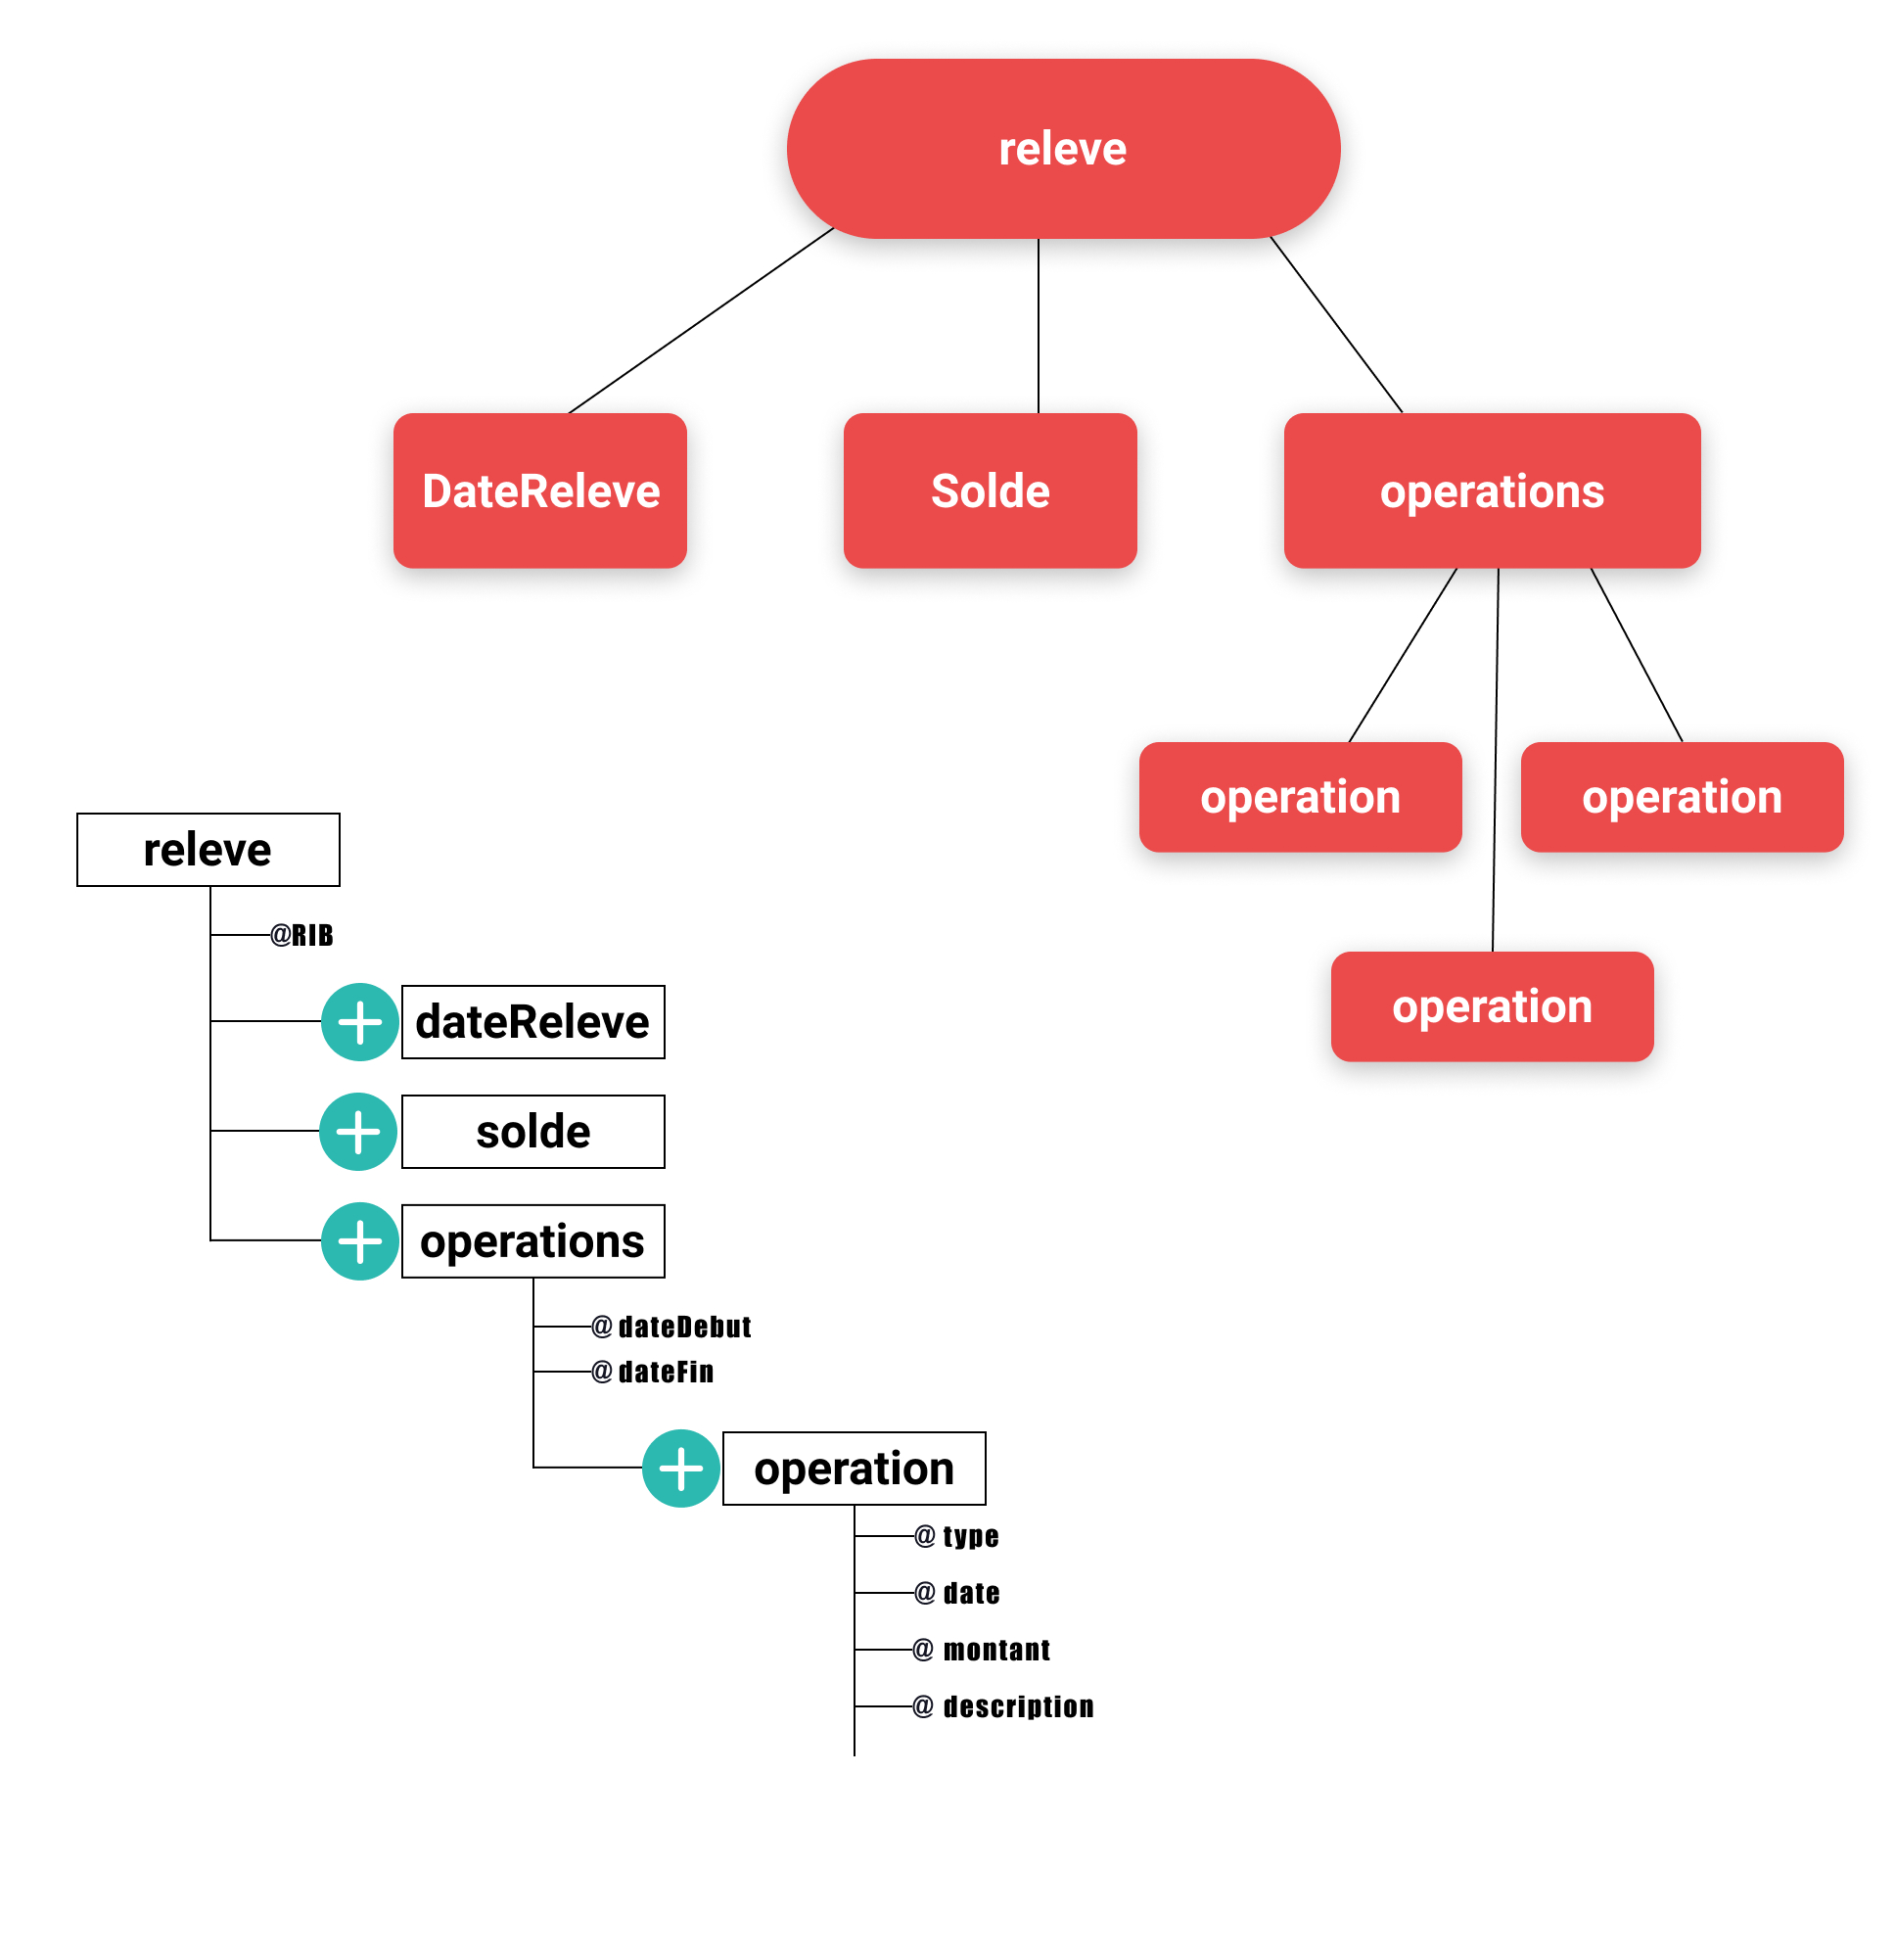 releve
DateReleve
Solde
operations
operation
operation
operation
releve
@RIB
dateReleve
solde
operations
@ dateDebut
@ dateFin
operation
@ type
@ date
@ montant
@ description